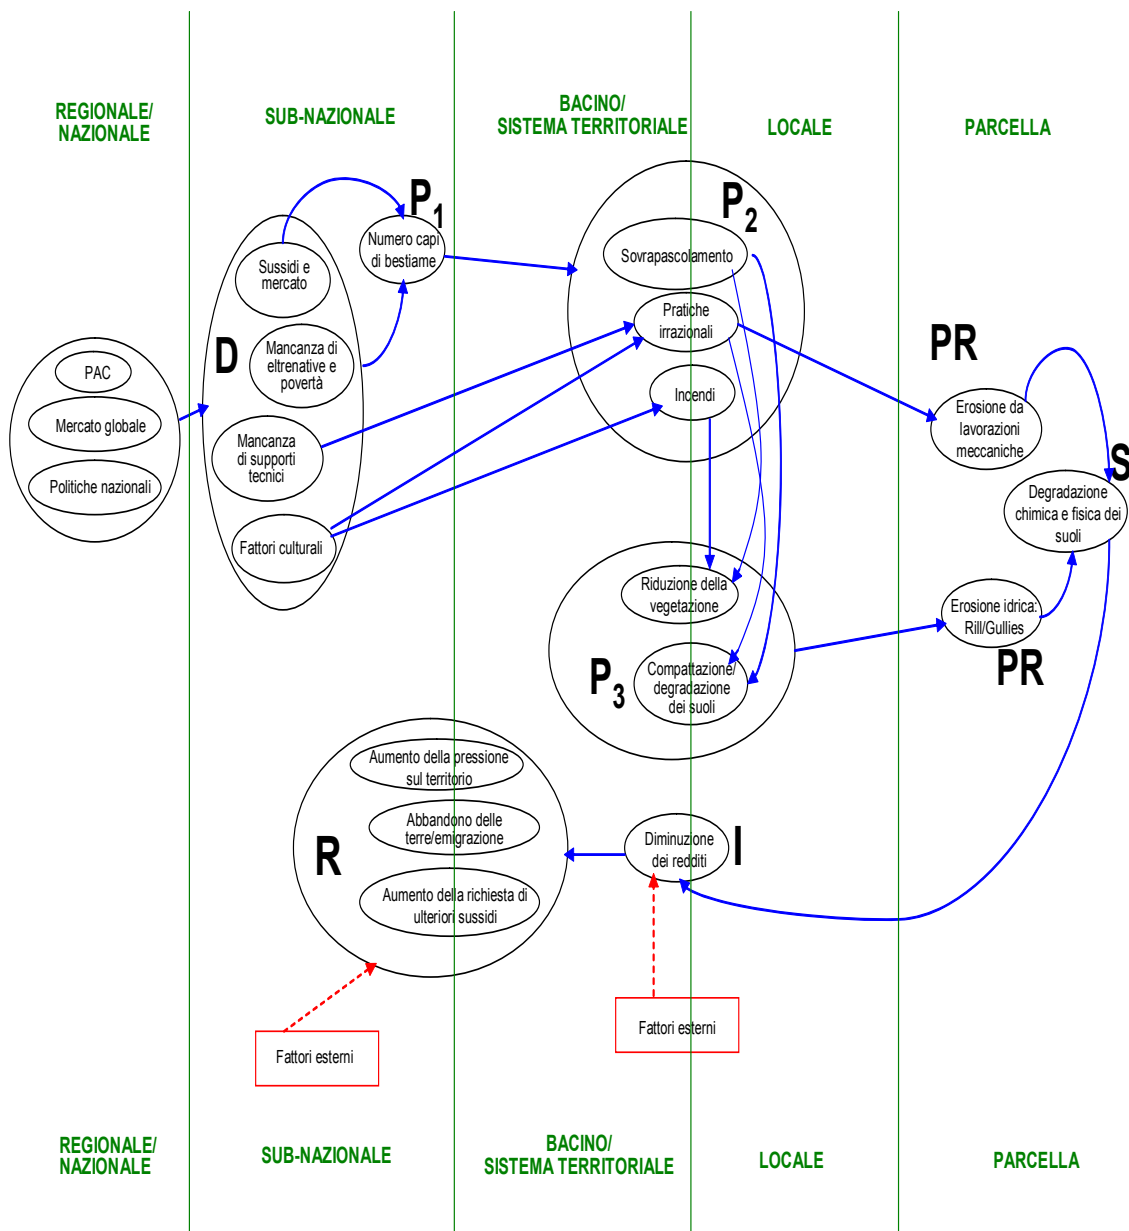 REGIONALE/
NAZIONALE
SUB-NAZIONALE
BACINO/
SISTEMA TERRITORIALE
LOCALE
PARCELLA
P1
Numero capi
di bestiame
Sussidi e
mercato
D
Mancanza di
eltrenative e
povertà
Mancanza
di supporti
tecnici
Fattori culturali
PAC
Mercato globale
Politiche nazionali
P2
Sovrapascolamento
Pratiche
irrazionali
Incendi
PR
Erosione da
lavorazioni
meccaniche
S
Degradazione
chimica e fisica dei
suoli
Erosione idrica:
Rill/Gullies
PR
Riduzione della
vegetazione
P3
Compattazione/
degradazione
dei suoli
R
Aumento della pressione
sul territorio
Abbandono delle
terre/emigrazione
Aumento della richiesta di
ulteriori sussidi
Diminuzione
dei redditi
I
Fattori esterni
Fattori esterni
REGIONALE/
NAZIONALE
SUB-NAZIONALE
BACINO/
SISTEMA TERRITORIALE
LOCALE
PARCELLA